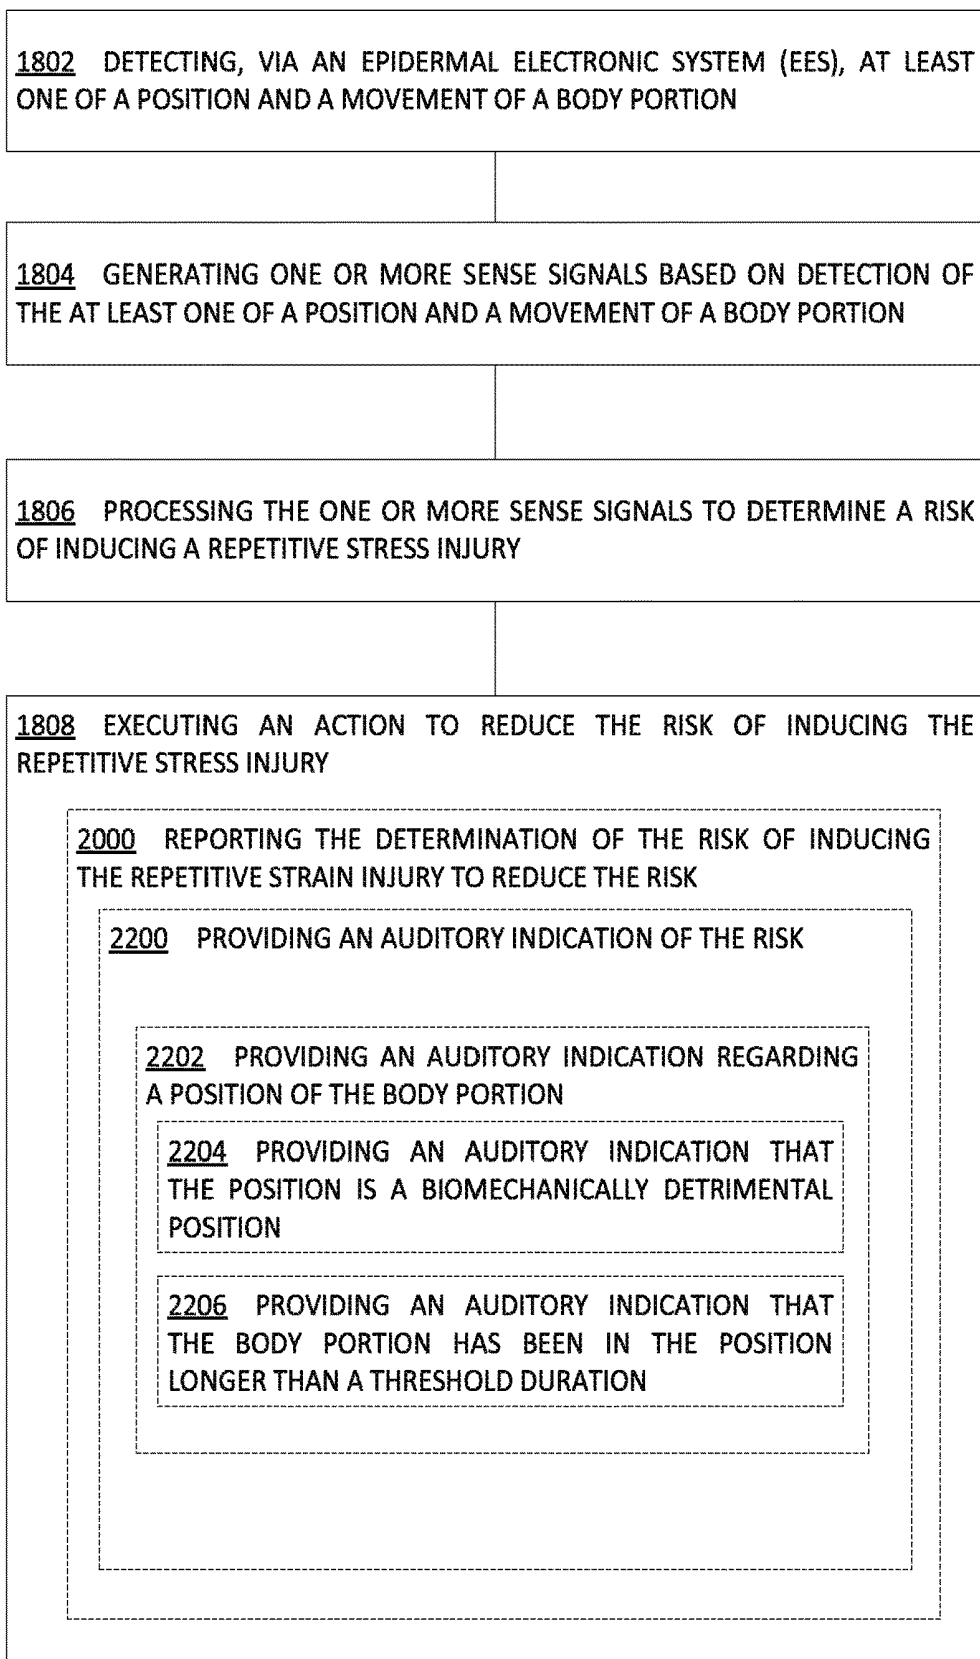 1802 DETECTING, VIA AN EPIDERMAL ELECTRONIC SYSTEM (EES), AT LEAST
ONE OF A POSITION AND A MOVEMENT OF A BODY PORTION
1804 GENERATING ONE OR MORE SENSE SIGNALS BASED ON DETECTION OF
THE AT LEAST ONE OF A POSITION AND A MOVEMENT OF A BODY PORTION
1806 PROCESSING THE ONE OR MORE SENSE SIGNALS TO DETERMINE A RISK
OF INDUCING A REPETITIVE STRESS INJURY
1808 EXECUTING AN ACTION TO REDUCE THE RISK OF INDUCING THE
REPETITIVE STRESS INJURY
2000 REPORTING THE DETERMINATION OF THE RISK OF INDUCING
THE REPETITIVE STRAIN INJURY TO REDUCE THE RISK
2200 PROVIDING AN AUDITORY INDICATION OF THE RISK
2202 PROVIDING AN AUDITORY INDICATION REGARDING
A POSITION OF THE BODY PORTION
2204 PROVIDING AN AUDITORY INDICATION THAT
THE POSITION IS A BIOMECHANICALLY DETRIMENTAL
POSITION
2206 PROVIDING AN AUDITORY INDICATION THAT
THE BODY PORTION HAS BEEN IN THE POSITION
LONGER THAN A THRESHOLD DURATION